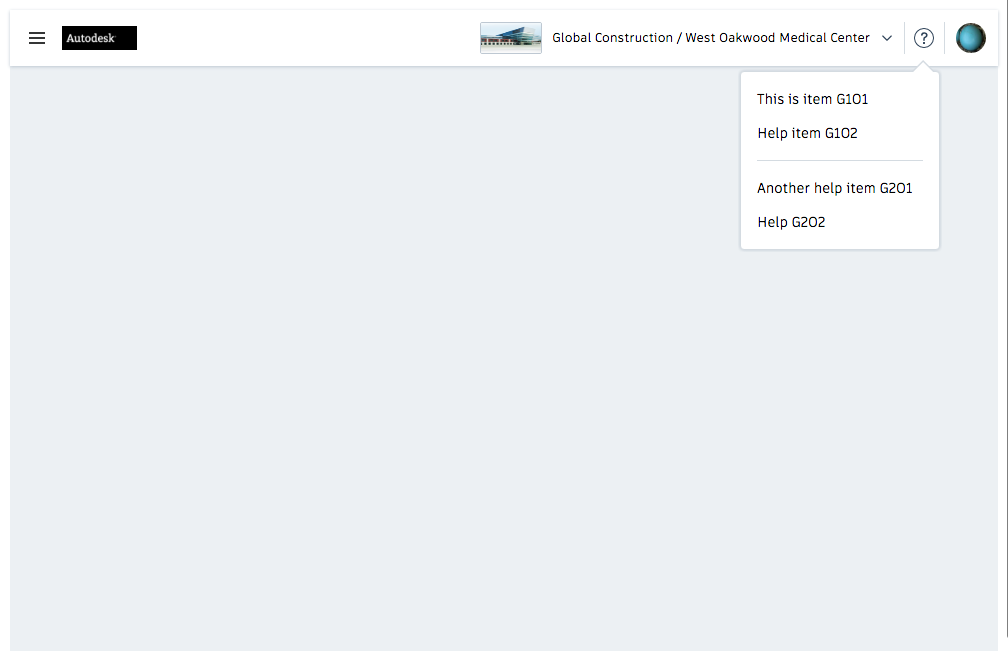 Autodesk
Global Construction / West Oakwood Medical Center
?
This is item G1O1
Help item G1O2
Another help item G2O1
Help G2O2